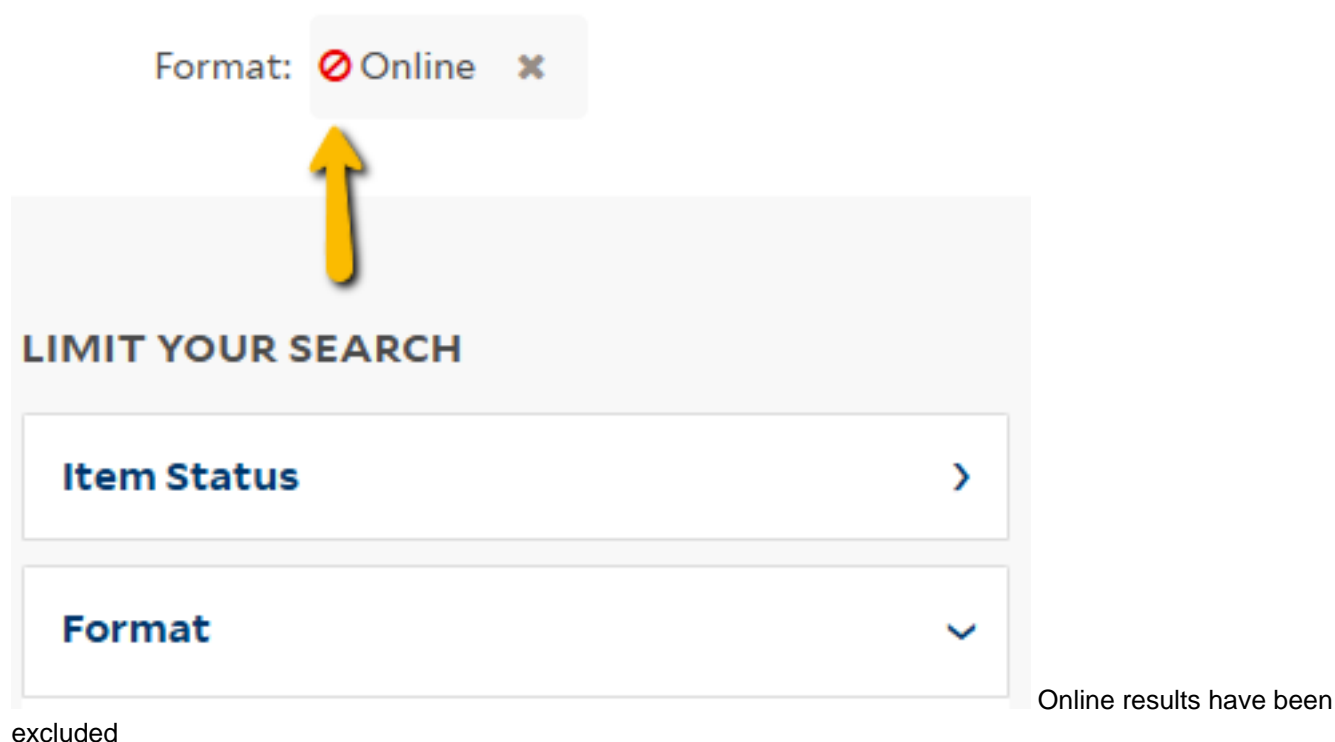 Format: Online
LIMIT YOUR SEARCH
Item Status
Format
Online results have been
excluded